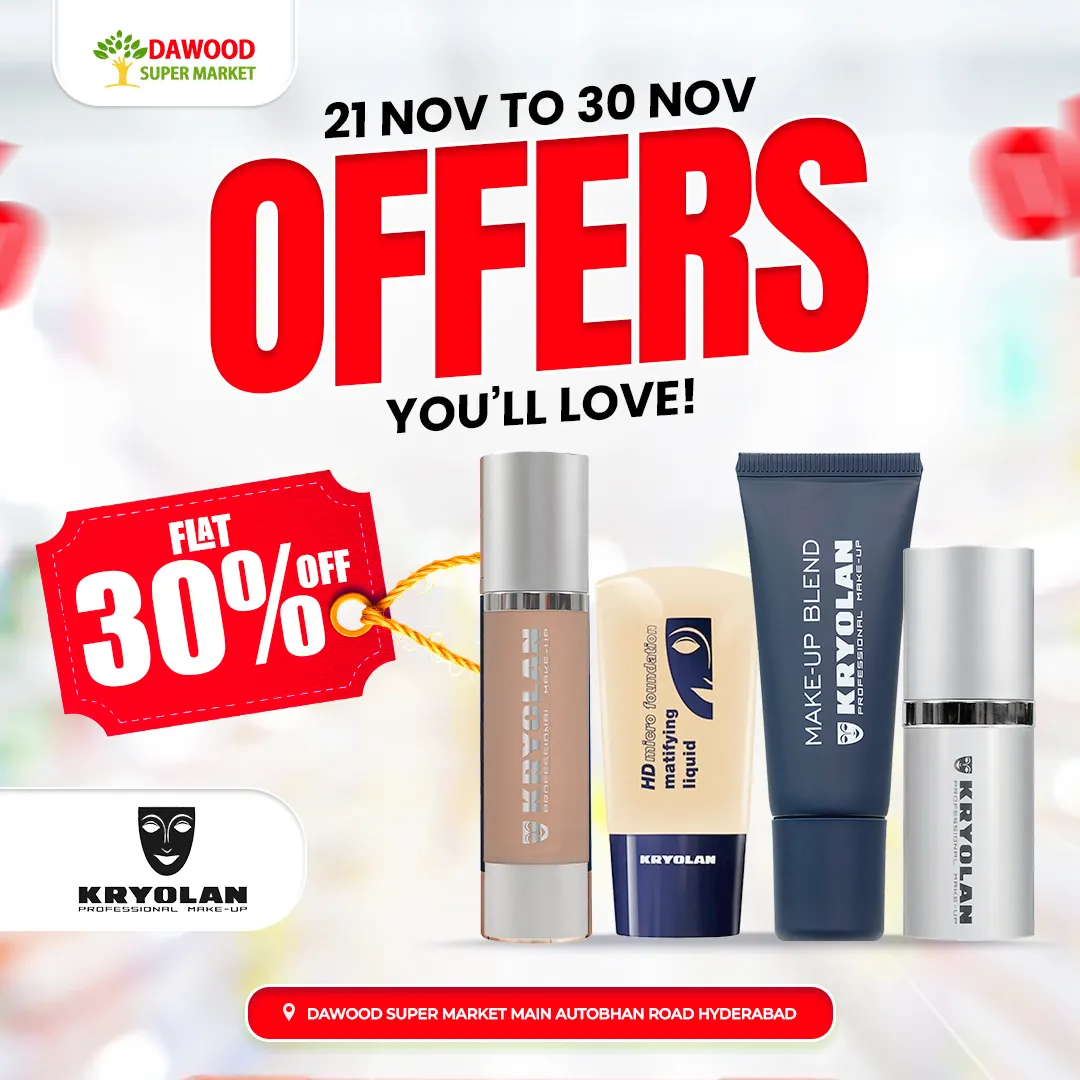 DAWOOD
SUPER MARKET
21 NOV TO 30 NOV
OFFERS
YOU'LL LOVE!
FLAT
30% OFF
KRYOLAN
PROFESSIONAL MAKE-UP
KRYOLAN
PROFESSIONAL MAKE-UP
HD micro foundation
matifying
liquid
KRYOLAN
MAKE-UP BLEND
KRYOLAN
PROFESSIONAL MAKE-UP
KRYOLAN
PROFESSIONAL MAKE-UP
DAWOOD SUPER MARKET MAIN AUTOBHAN ROAD HYDERABAD